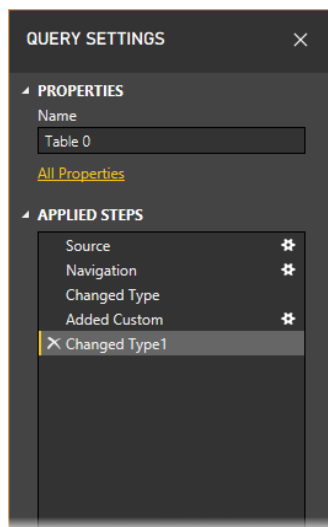 QUERY SETTINGS
PROPERTIES
Name
Table 0
All Properties
APPLIED STEPS
Source
Navigation
Changed Type
Added Custom
Changed Type1